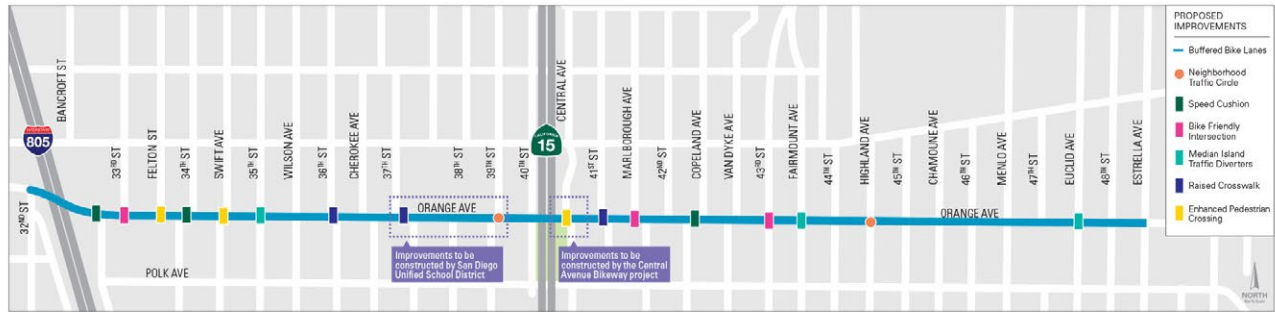 PROPOSED
IMPROVEMENTS
Buffered Bike Lanes
Neighborhood
Traffic Circle
Speed Cushion
Bike Friendly
Intersection
Median Island
Traffic Diverters
Raised Crosswalk
Enhanced Pedestrian
Crossing
BANCROFT ST
INTERSTATE
805
32ND ST
33RD ST
FELTON ST
34TH ST
SWIFT AVE
35TH ST
WILSON AVE
36TH ST
CHEROKEE AVE
37TH ST
38TH ST
39TH ST
40TH ST
CALIFORNIA
15
CENTRAL AVE
41ST ST
MARLBOROUGH AVE
42ND ST
COPELAND AVE
VANDYKE AVE
43RD ST
FAIRMOUNT AVE
44TH ST
HIGHLAND AVE
45TH ST
CHAMOUNE AVE
46TH ST
MENLO AVE
47TH ST
EUCLID AVE
48TH ST
ESTRELLA AVE
ORANGE AVE
ORANGE AVE
Improvements to be
constructed by San Diego
Unified School District
Improvements to be
constructed by the Central
Avenue Bikeway project
POLK AVE
NORTH